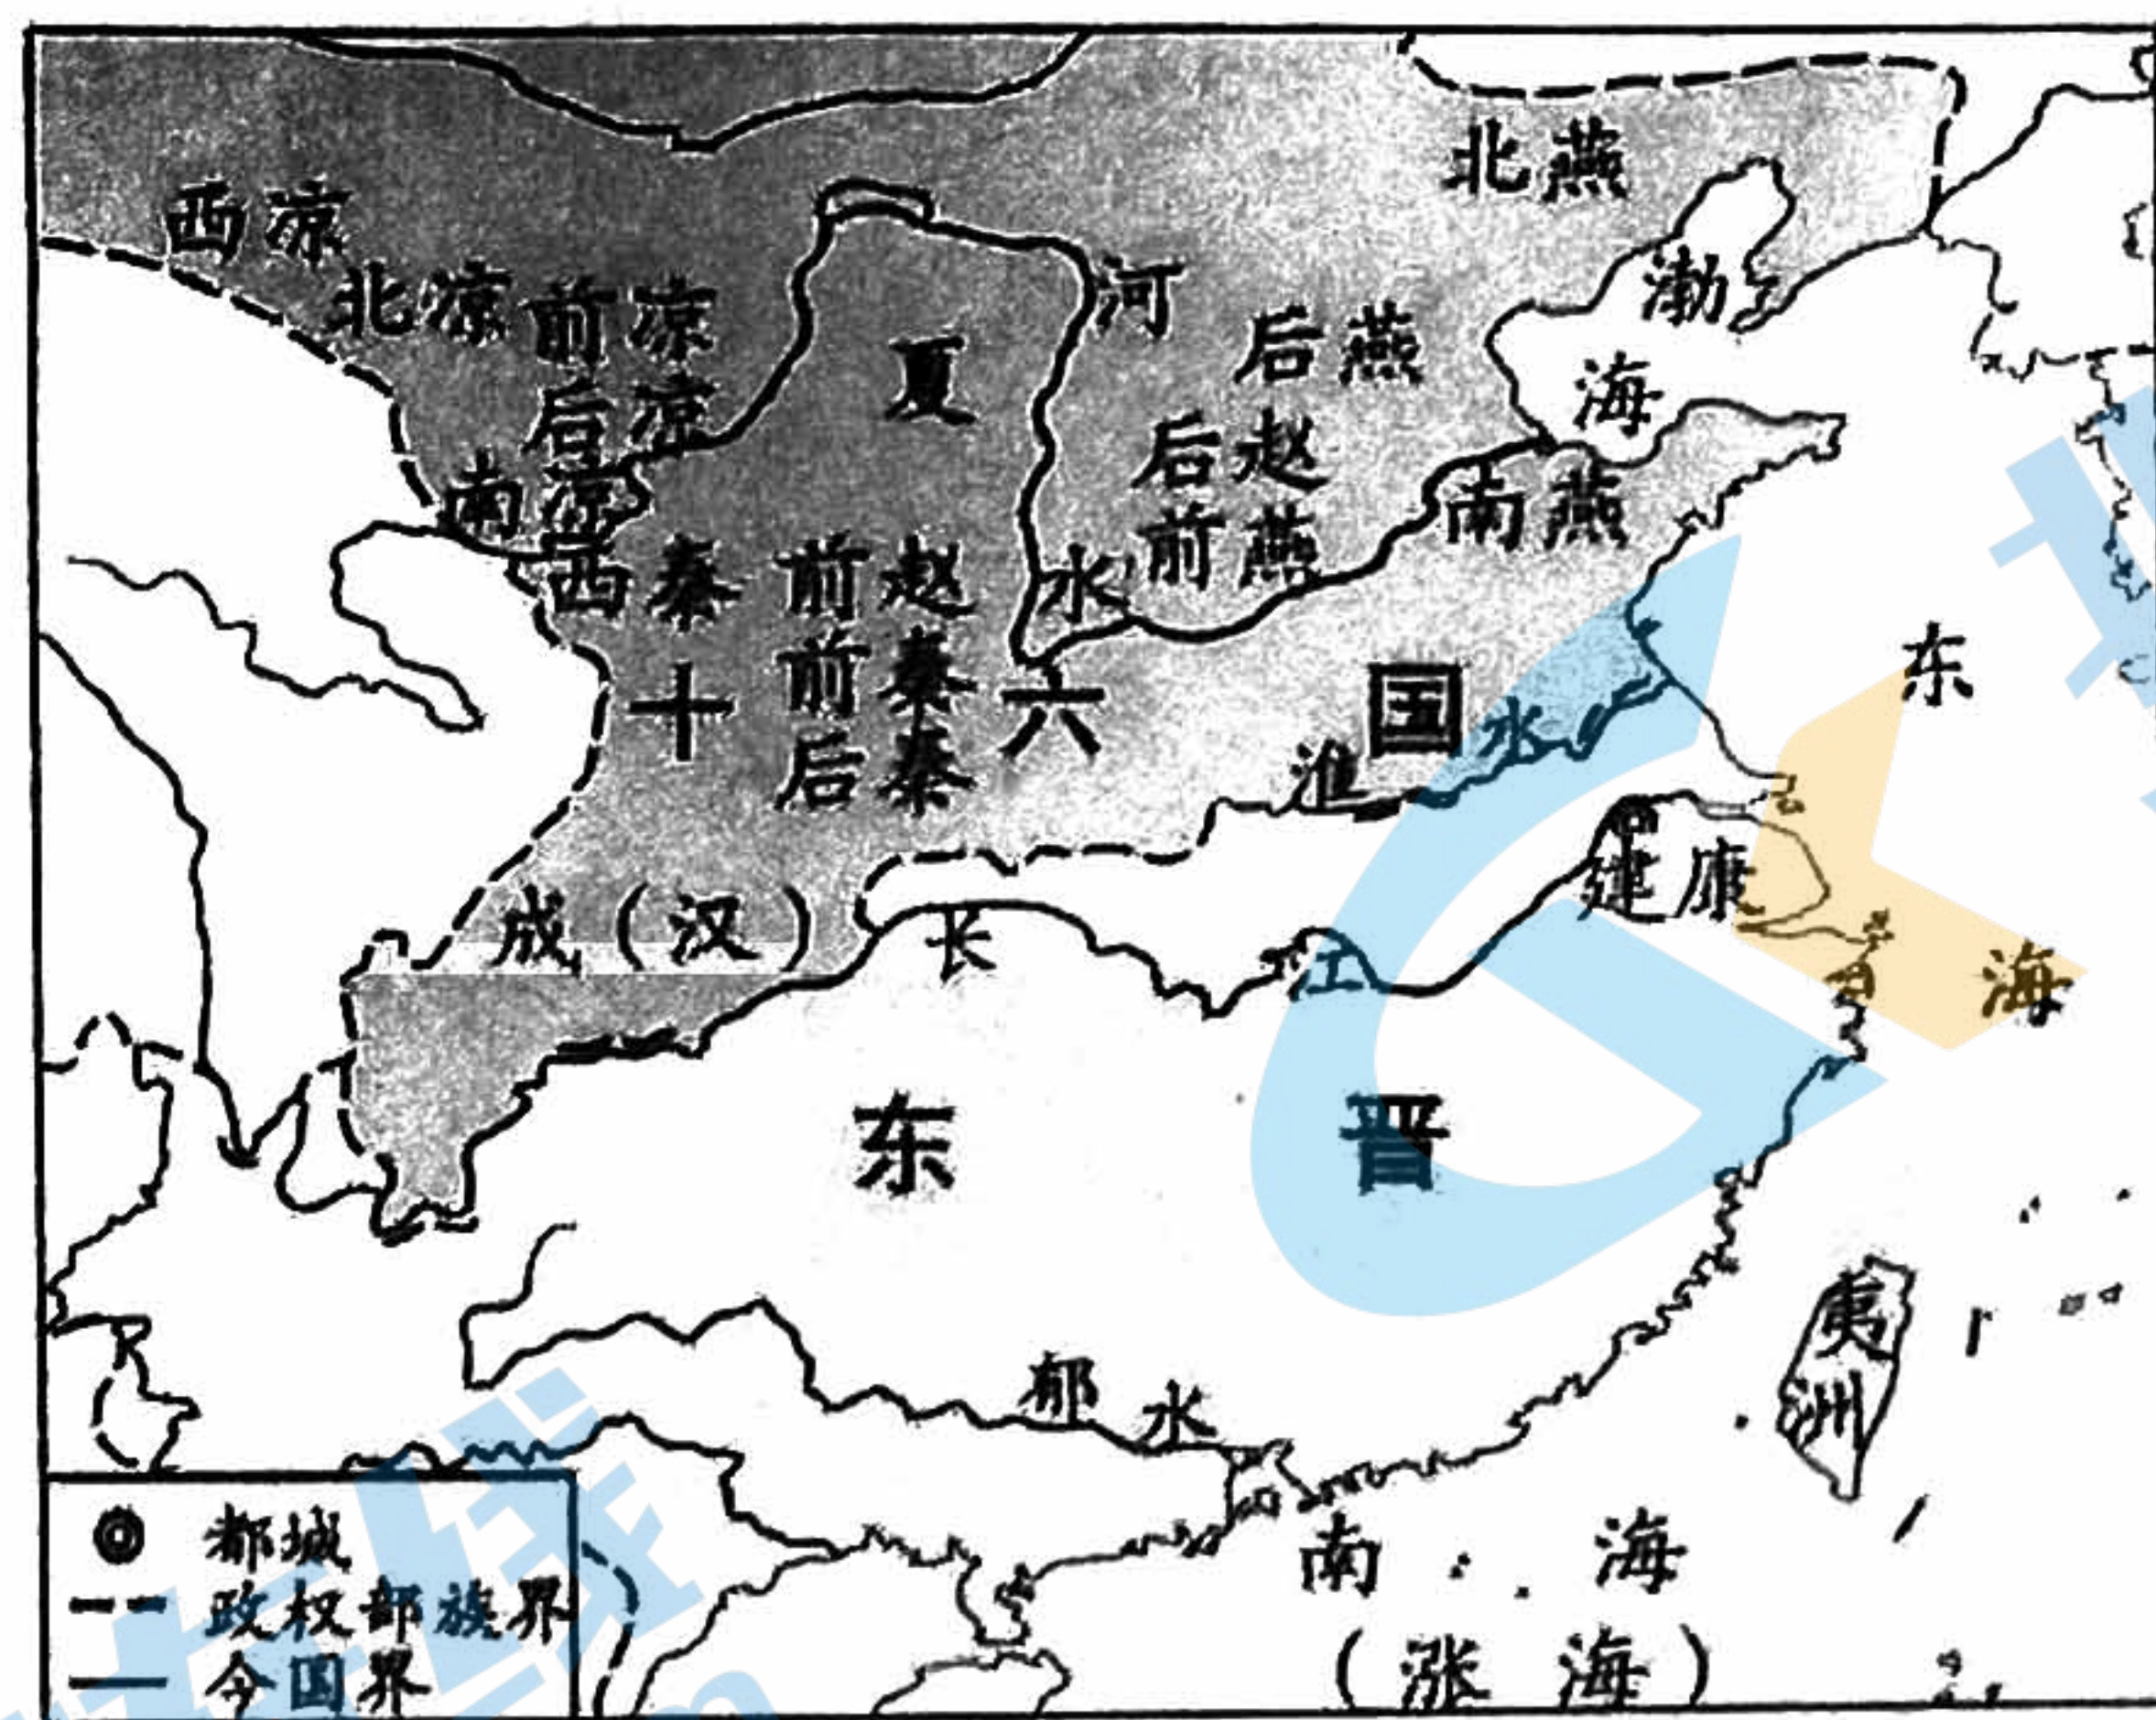 北燕
西凉
北凉
前凉
后凉
南凉
夏
河
水
后燕
后赵
前燕
南燕
渤
海
西秦
前赵
前秦
后秦
十六国
淮水
建康
东
海
成（汉）
长江
东晋
夷洲
郁水
南海
（涨海）
都城
政权部族界
今国界